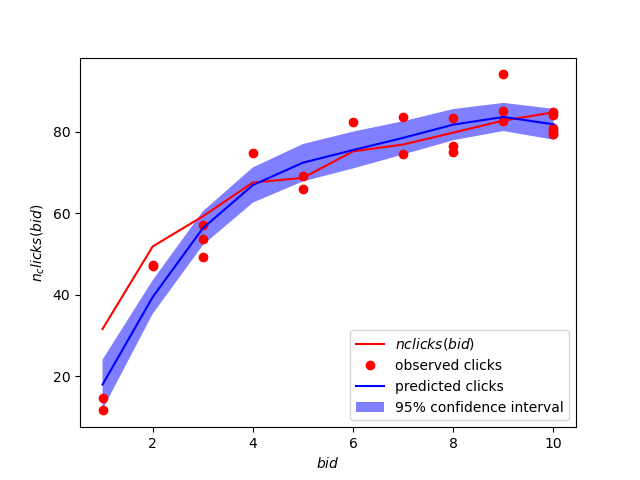 80
60
40
20
2
4
6
8
10
n_clicks(bid)
bid
nclicks(bid)
observed clicks
predicted clicks
95% confidence interval